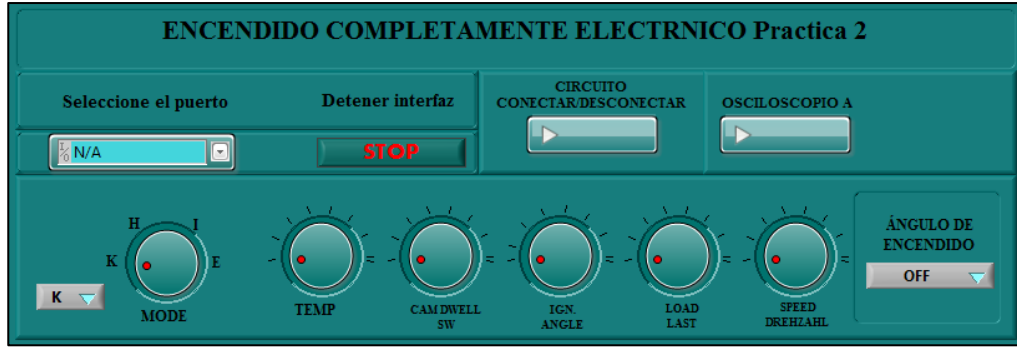 ENCENDIDO COMPLETAMENTE ELECTRNICO Practica 2
Seleccione el puerto
Detener interfaz
CIRCUITO
CONECTAR/DESCONECTAR
OSCILOSCOPIO A
I/O N/A
STOP
H
I
K
E
K
MODE
TEMP
CAM DWELL
SW
IGN.
ANGLE
LOAD
LAST
SPEED
DREHZAHL
ÁNGULO DE
ENCENDIDO
OFF